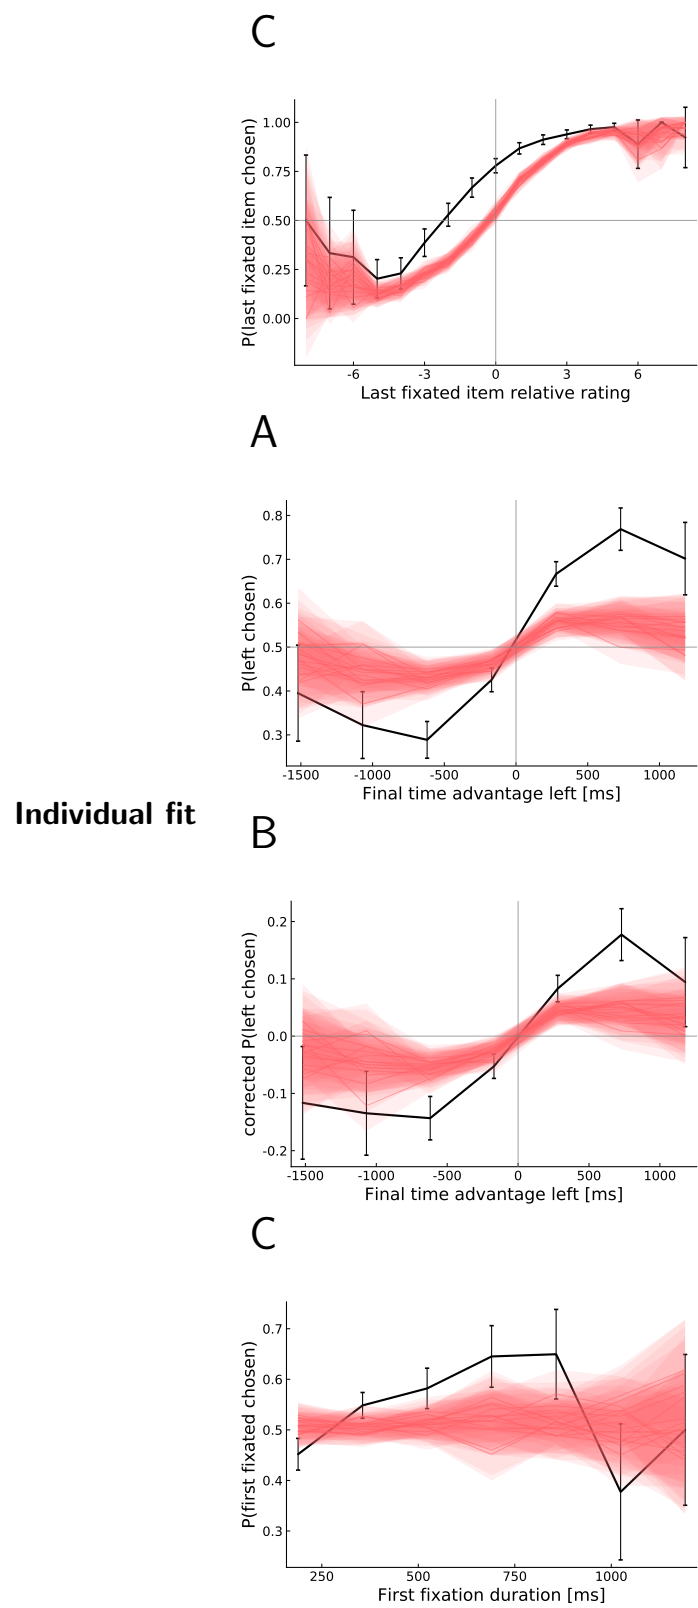 C
1.00
0.75
0.50
0.25
0.00
P(last fixated item chosen)
-6 -3 0 3 6
Last fixated item relative rating
A
0.8
0.7
0.6
0.5
0.4
0.3
P(left chosen)
-1500 -1000 -500 0 500 1000
Final time advantage left [ms]
Individual fit
B
0.2
0.1
0.0
-0.1
-0.2
corrected P(left chosen)
-1500 -1000 -500 0 500 1000
Final time advantage left [ms]
C
0.7
0.6
0.5
0.4
0.3
P(first fixated chosen)
250 500 750 1000
First fixation duration [ms]